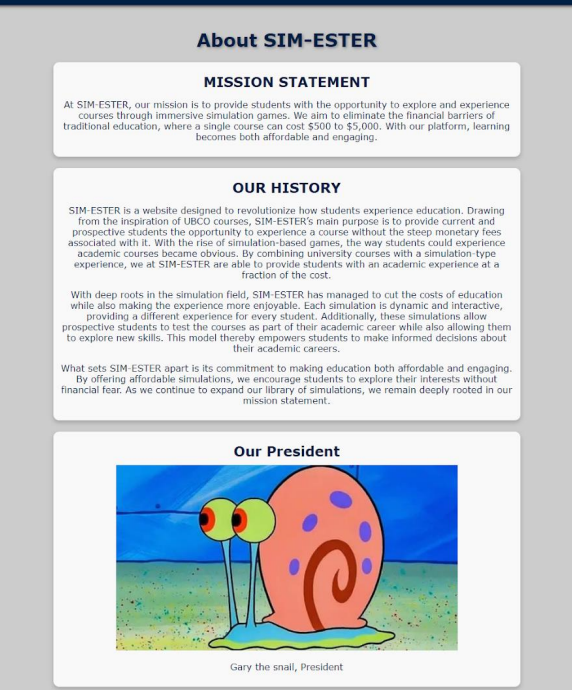 About SIM-ESTER
MISSION STATEMENT
At SIM-ESTER, our mission is to provide students with the opportunity to explore and experience
courses through immersive simulation games. We aim to eliminate the financial barriers of
traditional education, where a single course can cost $500 to $5,000. With our platform, learning
becomes both affordable and engaging.
OUR HISTORY
SIM-ESTER is a website designed to revolutionize how students experience education. Drawing
from the inspiration of UBCO courses, SIM-ESTER's main purpose is to provide current and
prospective students the opportunity to experience a course without the steep monetary fees
associated with it. With the rise of simulation-based games, the way students could experience
academic courses became obvious. By combining university courses with a simulation-type
experience, we at SIM-ESTER are able to provide students with an academic experience at a
fraction of the cost.
With deep roots in the simulation field, SIM-ESTER has managed to cut the costs of education
while also making the experience more enjoyable. Each simulation is dynamic and interactive,
providing a different experience for every student. Additionally, these simulations allow
prospective students to test the courses as part of their academic career while also allowing them
to explore new skills. This model thereby empowers students to make informed decisions about
their academic careers.
What sets SIM-ESTER apart is its commitment to making education both affordable and engaging.
By offering affordable simulations, we encourage students to explore their interests without
financial fear. As we continue to expand our library of simulations, we remain deeply rooted in our
mission statement.
Our President
Gary the snail, President